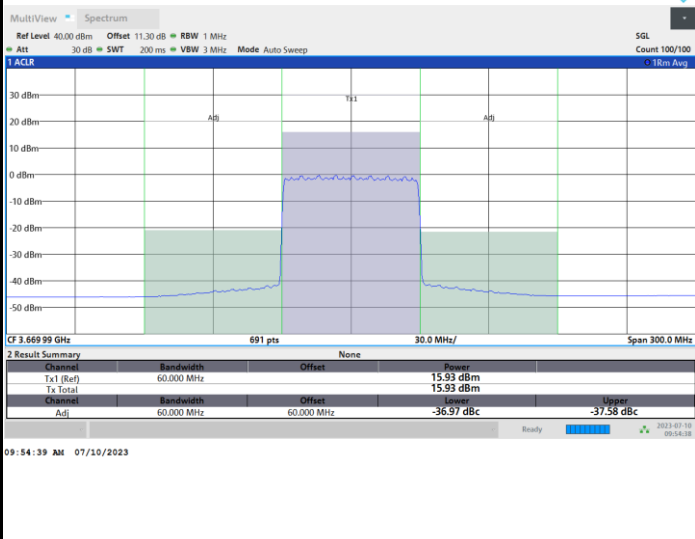 MultiView Spectrum
Ref Level 40.00 dBm Offset 11.30 dB RBW 1 MHz SGL
Att 30 dB SWT 200 ms VBW 3 MHz Mode Auto Sweep Count 100/100
1 ACLR 1Rm Avg
30 dBm
Tx1
20 dBm
Adj Adj
10 dBm
0 dBm
-10 dBm
-20 dBm
-30 dBm
-40 dBm
-50 dBm
CF 3.669 99 GHz 691 pts 30.0 MHz/ Span 300.0 MHz
2 Result Summary None
Channel Bandwidth Offset Power
Tx1 (Ref) 60.000 MHz 15.93 dBm
Tx Total 15.93 dBm
Channel Bandwidth Offset Lower Upper
Adj 60.000 MHz 60.000 MHz -36.97 dBc -37.58 dBc
Ready 2023-07-10
09:54:38
09:54:39 AM 07/10/2023